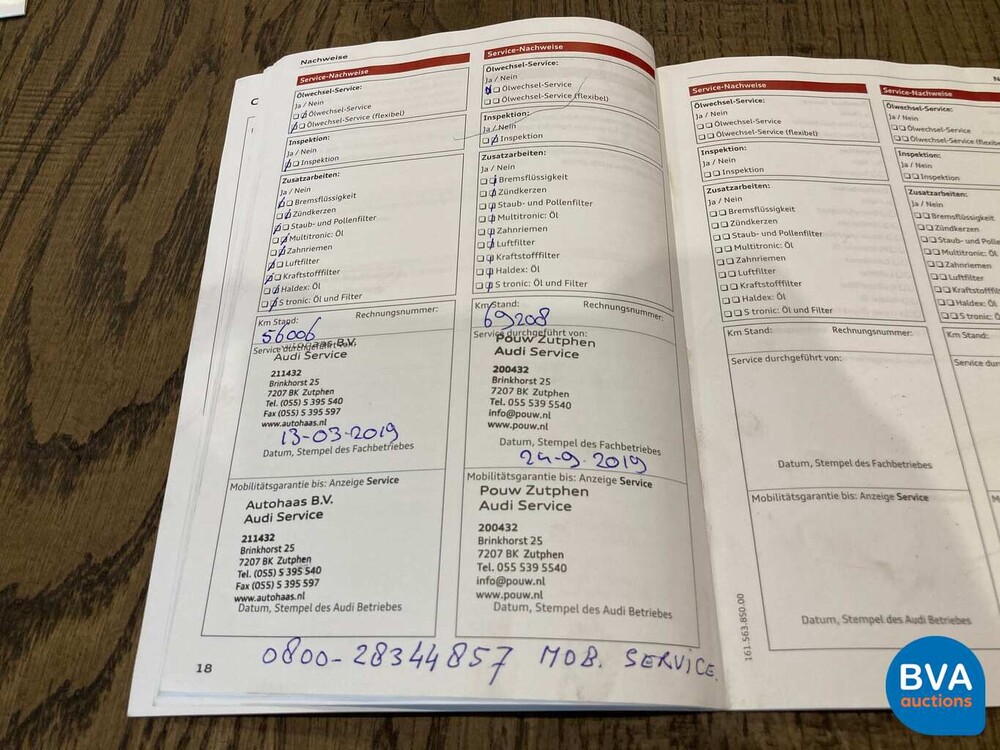 Nachweise
Service-Nachweise
Ölwechsel-Service:
Ja / Nein
Ölwechsel-Service
Ölwechsel-Service (flexibel)
Inspektion:
Ja / Nein
Inspektion
Zusatzarbeiten:
Ja / Nein
Bremsflüssigkeit
Zündkerzen
Staub- und Pollenfilter
Multitronic: Öl
Zahnriemen
Luftfilter
Kraftstofffilter
Haldex: Öl
S tronic: Öl und Filter
Km Stand:
Rechnungsnummer:
56006
Service durchgeführt von:
Autohaas B.V.
Audi Service
211432
Brinkhorst 25
7207 BK Zutphen
Tel. (055) 5 395 540
Fax (055) 5 395 597
www.autohaas.nl
13-03-2019
Datum, Stempel des Fachbetriebes
Mobilitätsgarantie bis: Anzeige Service
Autohaas B.V.
Audi Service
211432
Brinkhorst 25
7207 BK Zutphen
Tel. (055) 5 395 540
Fax (055) 5 395 597
www.autohaas.nl
Datum, Stempel des Audi Betriebes
Service-Nachweise
Ölwechsel-Service:
Ja / Nein
Ölwechsel-Service
Ölwechsel-Service (flexibel)
Inspektion:
Ja / Nein
Inspektion
Zusatzarbeiten:
Ja / Nein
Bremsflüssigkeit
Zündkerzen
Staub- und Pollenfilter
Multitronic: Öl
Zahnriemen
Luftfilter
Kraftstofffilter
Haldex: Öl
S tronic: Öl und Filter
Km Stand:
Rechnungsnummer:
69208
Service durchgeführt von:
Pouw Zutphen
Audi Service
200432
Brinkhorst 25
7207 BK Zutphen
Tel. 055 539 5540
info@pouw.nl
www.pouw.nl
Datum, Stempel des Fachbetriebes
24-9-2019
Mobilitätsgarantie bis: Anzeige Service
Pouw Zutphen
Audi Service
200432
Brinkhorst 25
7207 BK Zutphen
Tel. 055 539 5540
info@pouw.nl
www.pouw.nl
Datum, Stempel des Audi Betriebes
18
0800-28344857 MOB. SERVICE.
Service-Nachweise
Ölwechsel-Service:
Ja / Nein
Ölwechsel-Service
Ölwechsel-Service (flexibel)
Inspektion:
Ja / Nein
Inspektion
Zusatzarbeiten:
Ja / Nein
Bremsflüssigkeit
Zündkerzen
Staub- und Pollenfilter
Multitronic: Öl
Zahnriemen
Luftfilter
Kraftstofffilter
Haldex: Öl
S tronic: Öl und Filter
Km Stand:
Rechnungsnummer:
Service durchgeführt von:
Datum, Stempel des Fachbetriebes
Mobilitätsgarantie bis: Anzeige Service
Datum, Stempel des Audi Betriebes
161.563.850.00
Service-Nachweise
Ölwechsel-Service:
Ja / Nein
Ölwechsel-Service
Ölwechsel-Service
Inspektion:
Ja / Nein
Inspektion
Zusatzarbeiten:
Ja / Nein
Bremsflüssigkeit
Zündkerzen
Staub- und
Multitronic: Öl
Zahnriemen
Luftfilter
Haldex: Öl
S tronic:
Km Stand:
Service
BVA
auctions